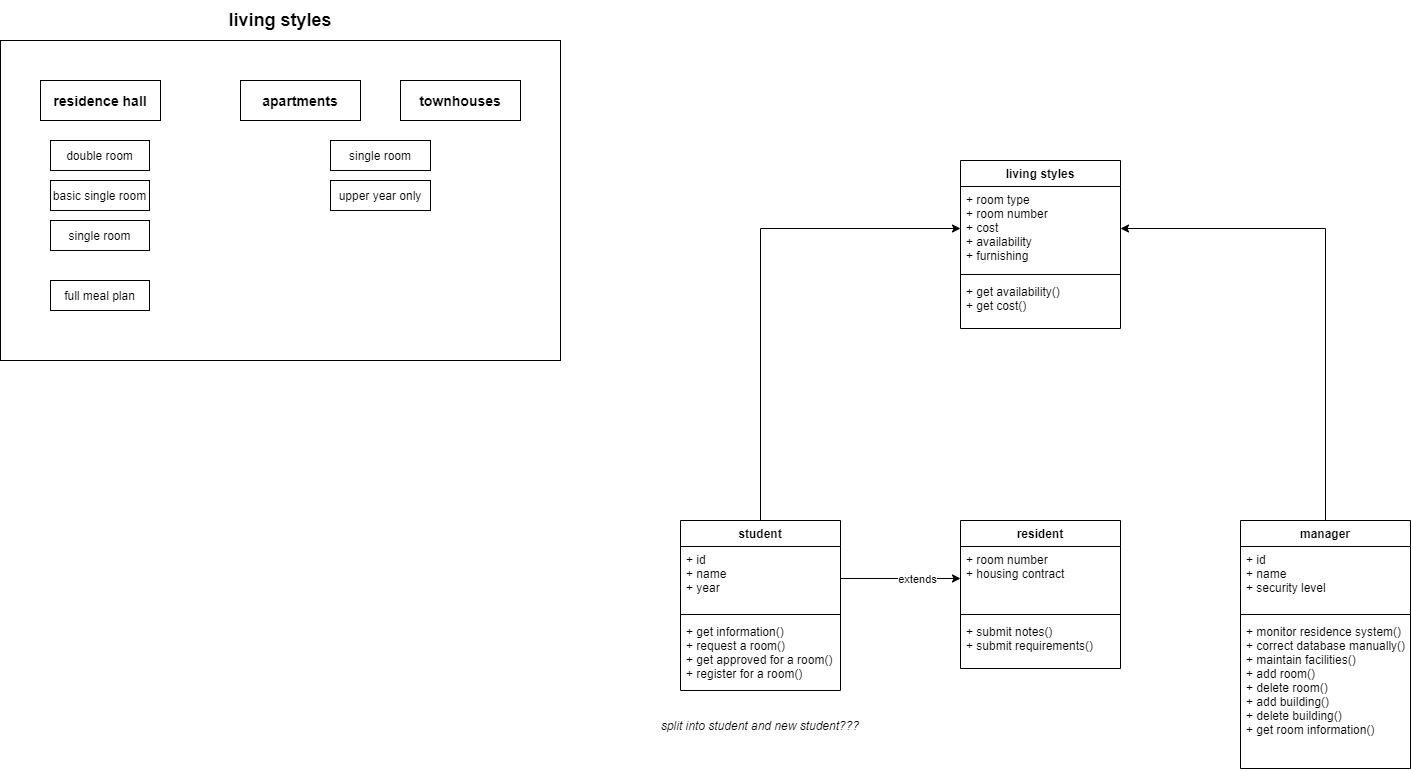 living styles
residence hall
apartments
townhouses
double room
basic single room
single room
full meal plan
single room
upper year only
living styles
+ room type
+ room number
+ cost
+ availability
+ furnishing
+ get availability()
+ get cost()
student
+ id
+ name
+ year
+ get information()
+ request a room()
+ get approved for a room()
+ register for a room()
split into student and new student???
extends
resident
+ room number
+ housing contract
+ submit notes()
+ submit requirements()
manager
+ id
+ name
+ security level
+ monitor residence system()
+ correct database manually()
+ maintain facilities()
+ add room()
+ delete room()
+ add building()
+ delete building()
+ get room information()